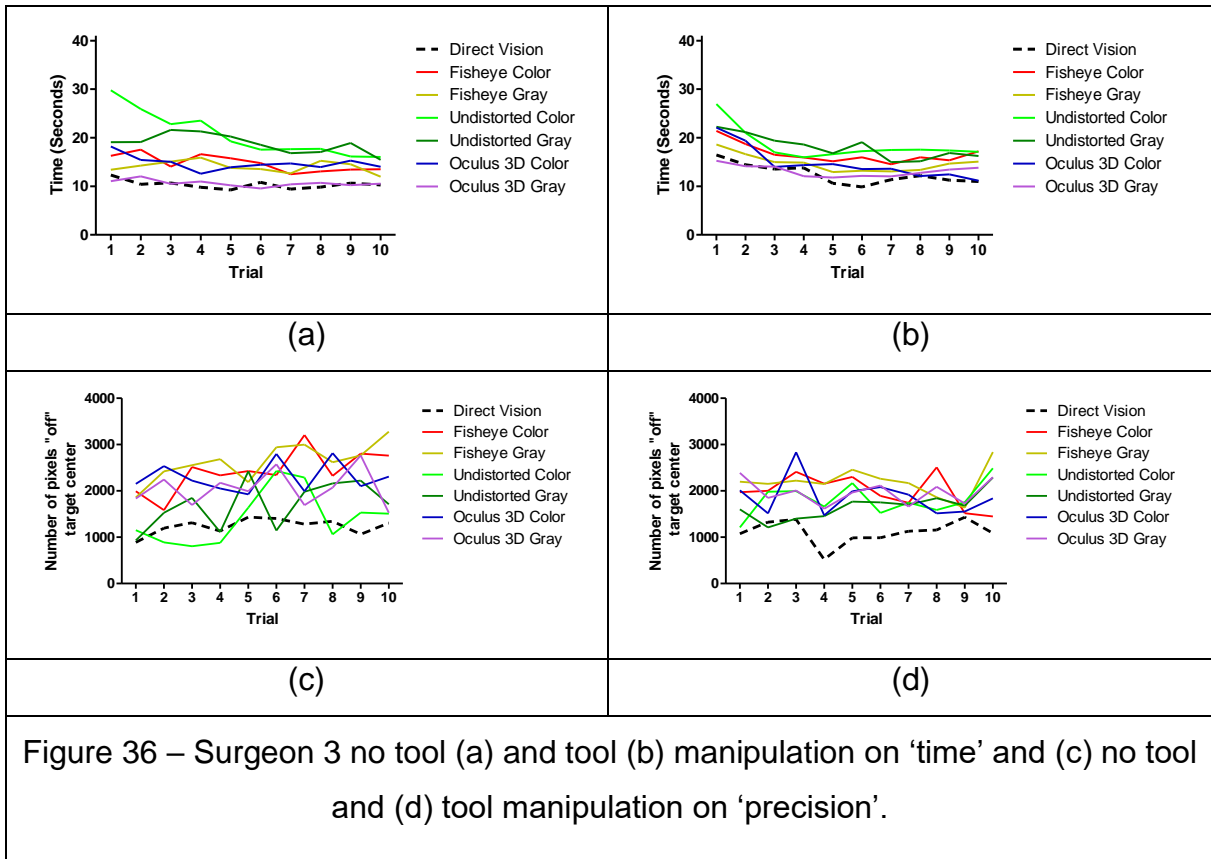 40
30
20
10
0
Time (Seconds)
1 2 3 4 5 6 7 8 9 10
Trial
Direct Vision
Fisheye Color
Fisheye Gray
Undistorted Color
Undistorted Gray
Oculus 3D Color
Oculus 3D Gray
(a)
40
30
20
10
0
Time (Seconds)
1 2 3 4 5 6 7 8 9 10
Trial
Direct Vision
Fisheye Color
Fisheye Gray
Undistorted Color
Undistorted Gray
Oculus 3D Color
Oculus 3D Gray
(b)
4000
3000
2000
1000
0
Number of pixels "off"
target center
1 2 3 4 5 6 7 8 9 10
Trial
Direct Vision
Fisheye Color
Fisheye Gray
Undistorted Color
Undistorted Gray
Oculus 3D Color
Oculus 3D Gray
(c)
4000
3000
2000
1000
0
Number of pixels "off"
target center
1 2 3 4 5 6 7 8 9 10
Trial
Direct Vision
Fisheye Color
Fisheye Gray
Undistorted Color
Undistorted Gray
Oculus 3D Color
Oculus 3D Gray
(d)
Figure 36 – Surgeon 3 no tool (a) and tool (b) manipulation on ‘time’ and (c) no tool
and (d) tool manipulation on ‘precision’.